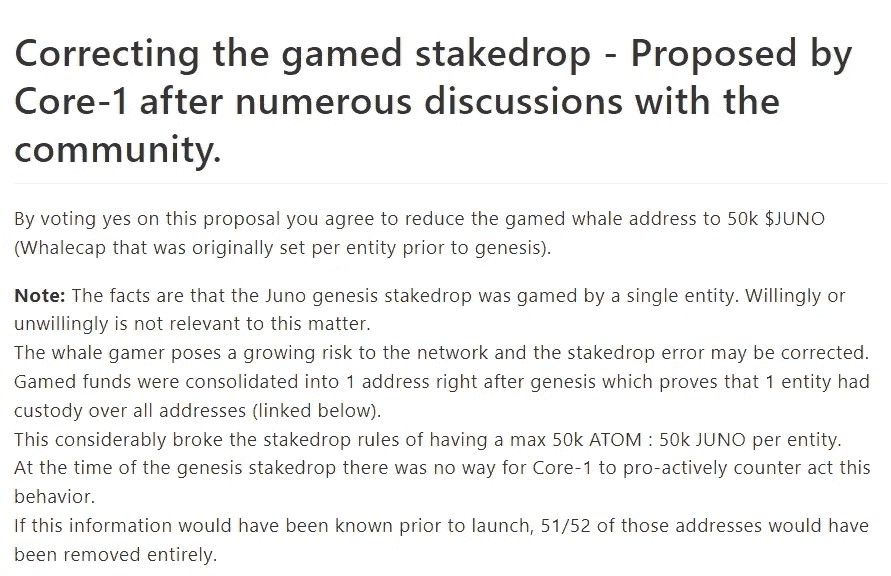 Correcting the gamed stakedrop - Proposed by
Core-1 after numerous discussions with the
community.
By voting yes on this proposal you agree to reduce the gamed whale address to 50k $JUNO
(Whalecap that was originally set per entity prior to genesis).
Note: The facts are that the Juno genesis stakedrop was gamed by a single entity. Willingly or
unwillingly is not relevant to this matter.
The whale gamer poses a growing risk to the network and the stakedrop error may be corrected.
Gamed funds were consolidated into 1 address right after genesis which proves that 1 entity had
custody over all addresses (linked below).
This considerably broke the stakedrop rules of having a max 50k ATOM : 50k JUNO per entity.
At the time of the genesis stakedrop there was no way for Core-1 to pro-actively counter act this
behavior.
If this information would have been known prior to launch, 51/52 of those addresses would have
been removed entirely.